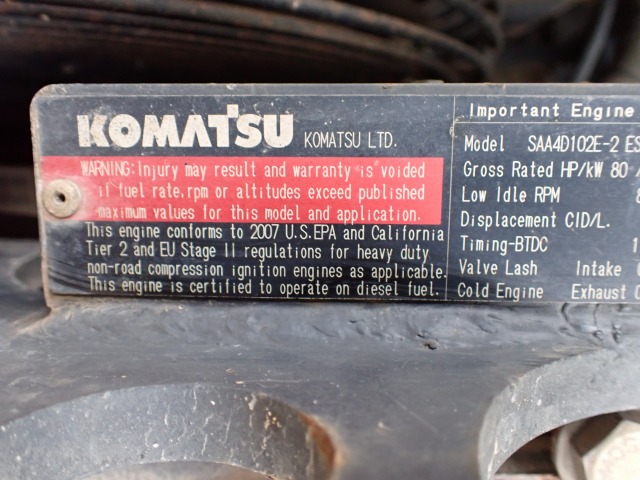 KOMATSU KOMATSU LTD.
WARNING:Injury may result and warranty is voided
if fuel rate.rpm or altitudes exceed published
maximum values for this model and application.
This engine conforms to 2007 U.S.EPA and California
Tier 2 and EU Stage II regulations for heavy duty
non-road compression ignition engines as applicable.
This engine is certified to operate on diesel fuel.
Important Engine
Model SAA4D102E-2 ES
Gross Rated HP/kW 80 /
Low Idle RPM
Displacement CID/L.
Timing-BTDC 1
Valve Lash Intake
Cold Engine Exhaust